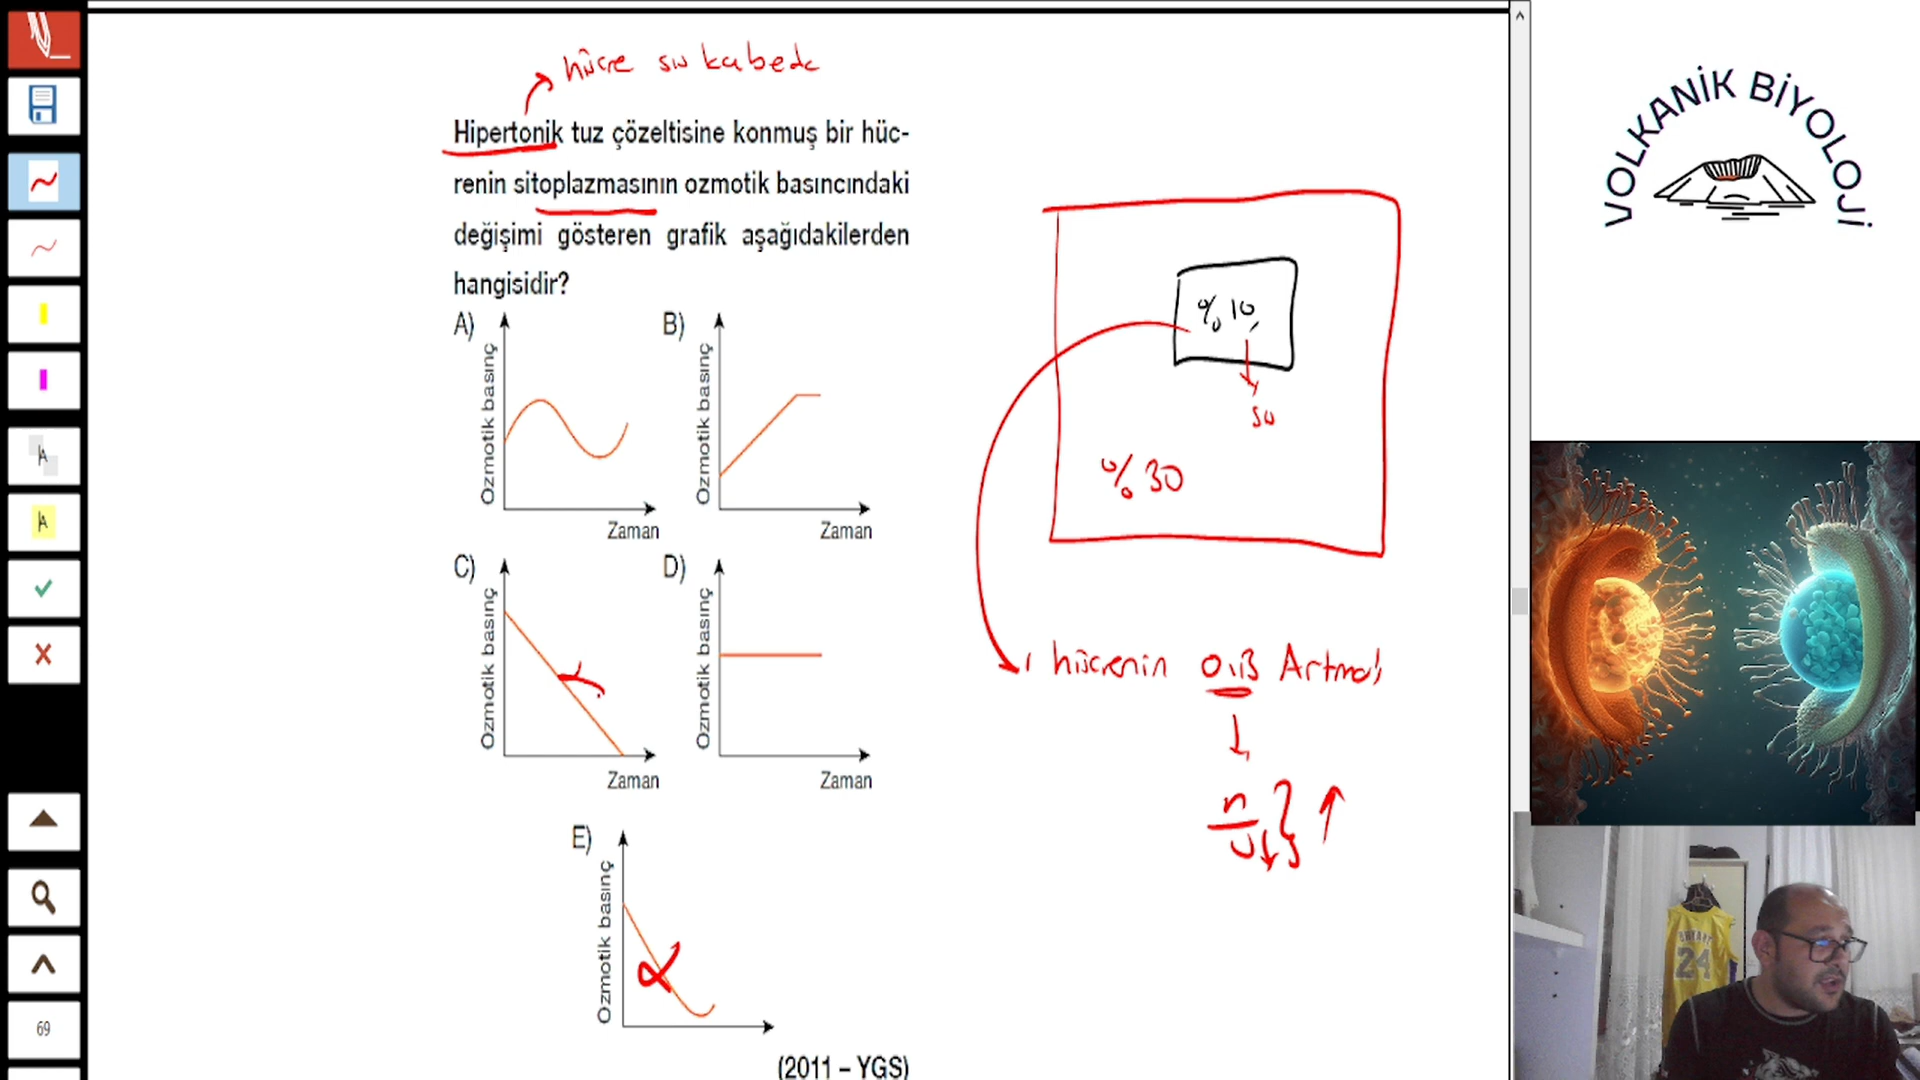 hücre su kabede
Hipertonik tuz çözeltisine konmuş bir hüc-
renin sitoplazmasının ozmotik basıncındaki
değişimi gösteren grafik aşağıdakilerden
hangisidir?
A)
Ozmotik basınç
Zaman
B)
Ozmotik basınç
Zaman
C)
Ozmotik basınç
Zaman
D)
Ozmotik basınç
Zaman
E)
Ozmotik basınç
(2011 – YGS)
% 10
su
% 30
hücrenin O.B Artmalı
n
VOLKANİK BİYOLOJİ
24
69
A
A